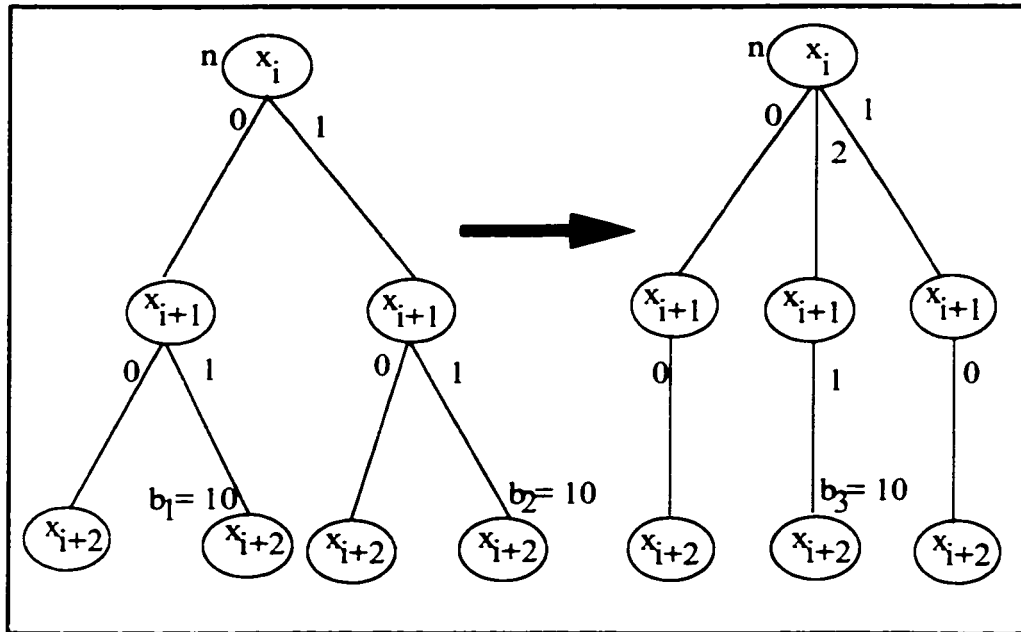 n x_i
0 1
x_{i+1} x_{i+1}
0 1 0 1
b_1= 10 b_2= 10
x_{i+2} x_{i+2} x_{i+2} x_{i+2}
n x_i
0 2 1
x_{i+1} x_{i+1} x_{i+1}
0 1 0
b_3= 10
x_{i+2} x_{i+2} x_{i+2}